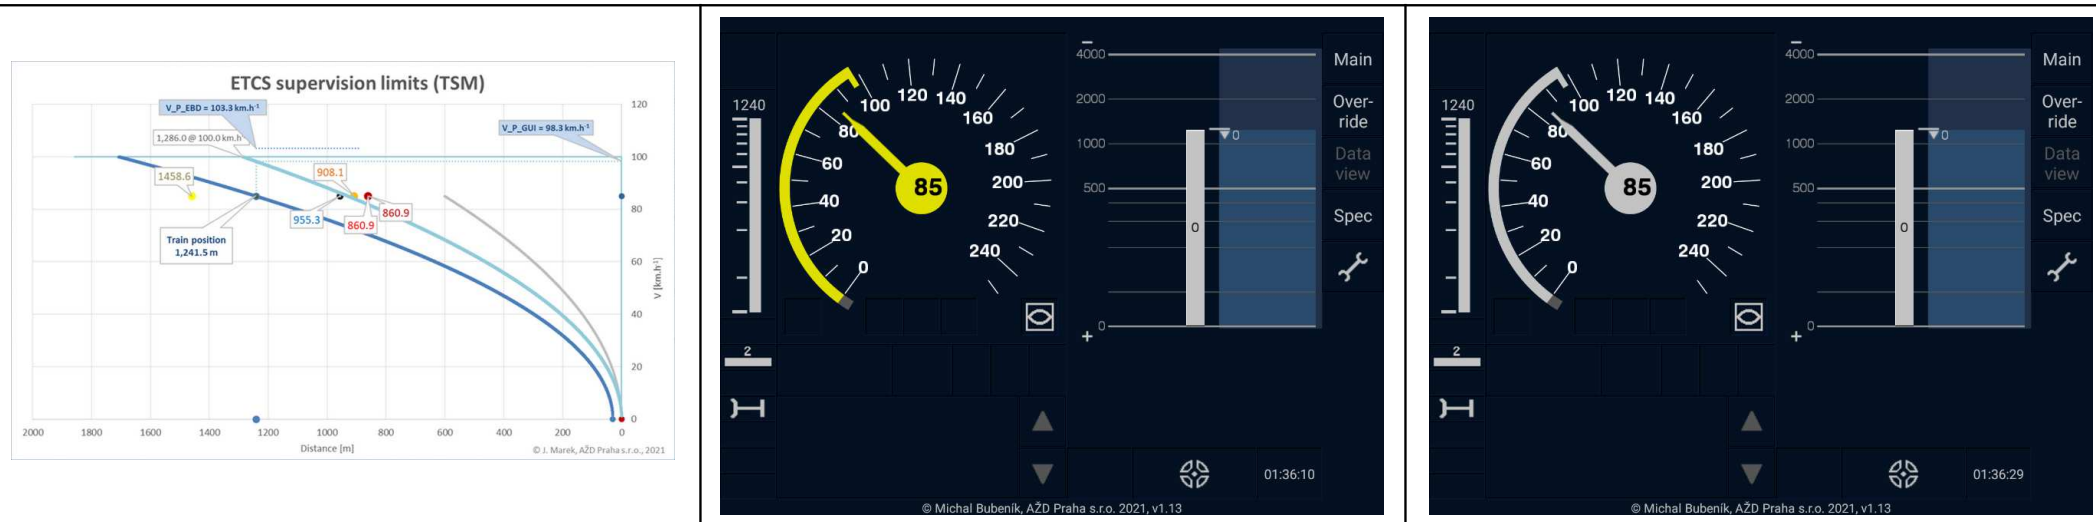 ETCS supervision limits (TSM)
V_P_EBD = 103.3 km.h-1
V_P_GUI = 98.3 km.h-1
1,286.0 @ 100.0 km.h
1458.6
908.1
955.3
860.9
860.9
Train position
1,241.5 m
120
100
80
60
40
20
0
V [km.h-1]
2000 1800 1600 1400 1200 1000 800 600 400 200 0
Distance [m]
© J. Marek, AŽD Praha s.r.o., 2021
1240
0
20
40
60
80
100
120
140
160
180
200
220
240
85
2
4000
2000
1000
500
0
0
0
Main
Over-
ride
Data
view
Spec
01:36:10
© Michal Bubeník, AŽD Praha s.r.o. 2021, v1.13
1240
0
20
40
60
80
100
120
140
160
180
200
220
240
85
2
4000
2000
1000
500
0
0
0
Main
Over-
ride
Data
view
Spec
01:36:29
© Michal Bubeník, AŽD Praha s.r.o. 2021, v1.13